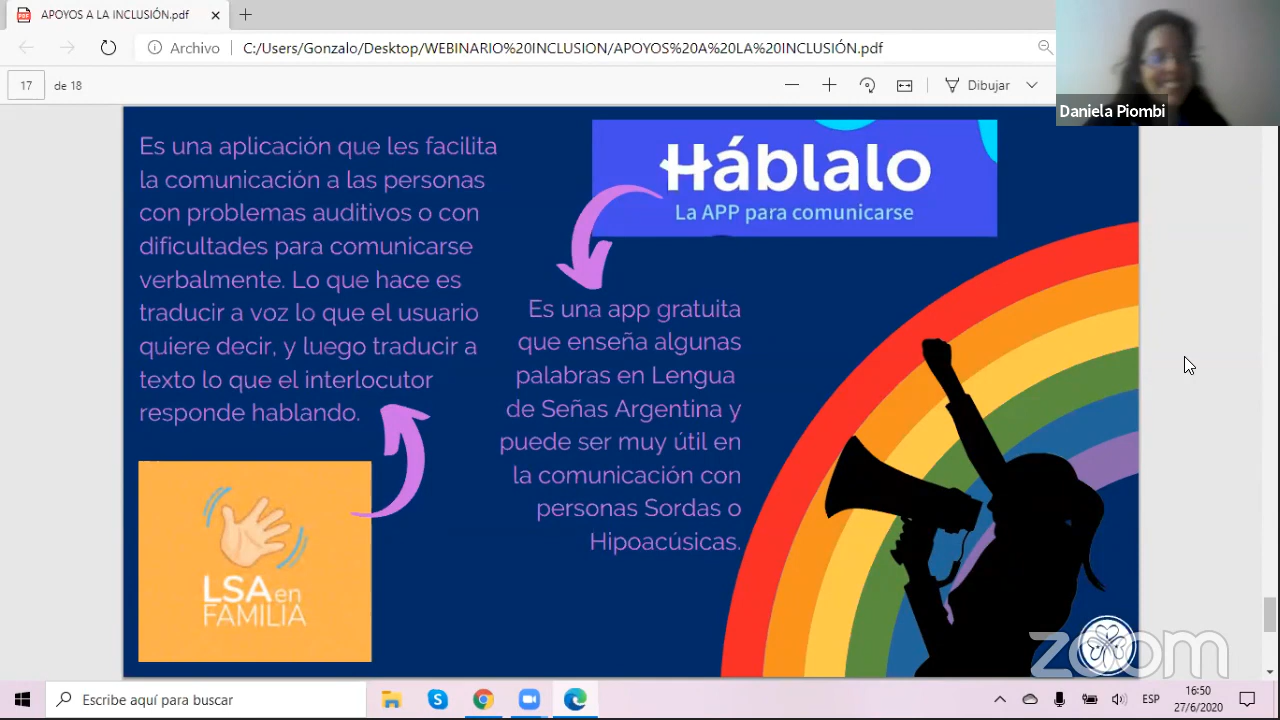 APOYOS A LA INCLUSIÓN.pdf
Archivo
C:/Users/Gonzalo/Desktop/WEBINARIO%20INCLUSION/APOYOS%20A%20LA%20INCLUSIÓN.pdf
17
de 18
Dibujar
Daniela Piombi
Es una aplicación que les facilita
la comunicación a las personas
con problemas auditivos o con
dificultades para comunicarse
verbalmente. Lo que hace es
traducir a voz lo que el usuario
quiere decir, y luego traducir a
texto lo que el interlocutor
responde hablando.
LSA en
FAMILIA
Háblalo
La APP para comunicarse
Es una app gratuita
que enseña algunas
palabras en Lengua
de Señas Argentina y
puede ser muy útil en
la comunicación con
personas Sordas o
Hipoacúsicas.
zoom
Escribe aquí para buscar
ESP
16:50
27/6/2020